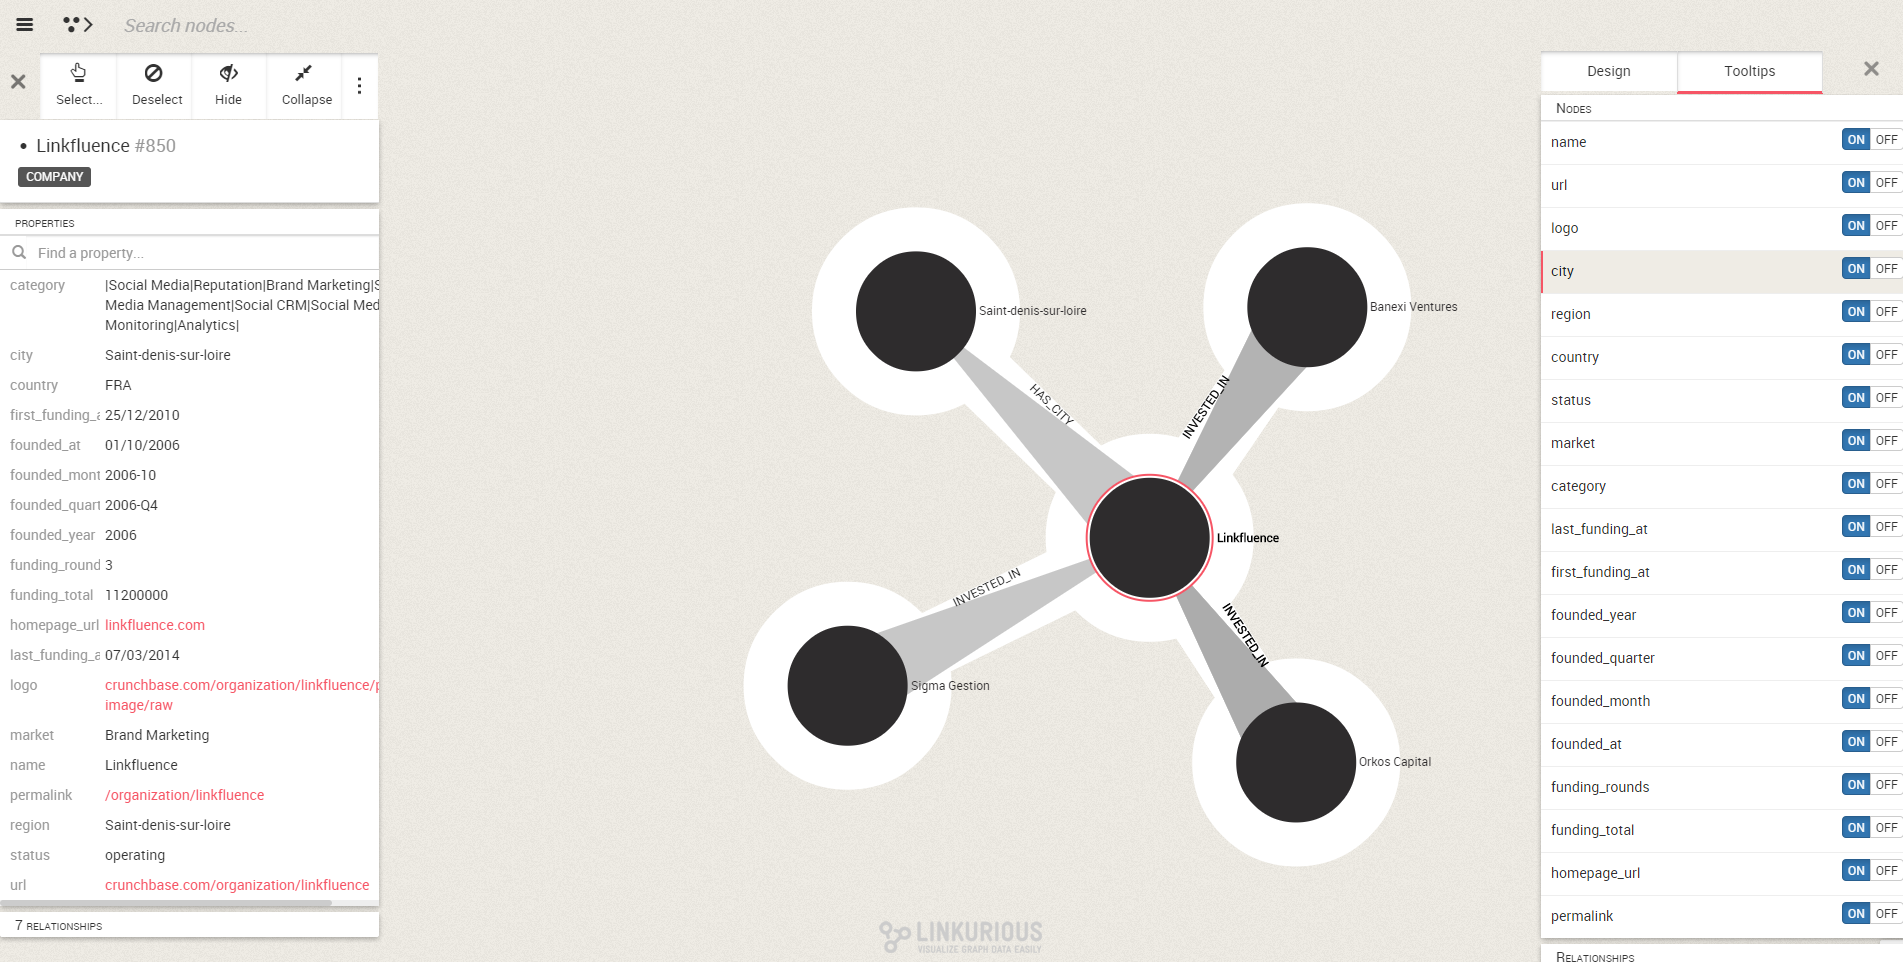 Search nodes...
Select...
Deselect
Hide
Collapse
Linkfluence #850
COMPANY
PROPERTIES
Find a property...
category |Social Media|Reputation|Brand Marketing|S
Media Management|Social CRM|Social Med
Monitoring|Analytics|
city Saint-denis-sur-loire
country FRA
first_funding_a 25/12/2010
founded_at 01/10/2006
founded_mont 2006-10
founded_quart 2006-Q4
founded_year 2006
funding_round 3
funding_total 11200000
homepage_url linkfluence.com
last_funding_a 07/03/2014
logo crunchbase.com/organization/linkfluence/p
image/raw
market Brand Marketing
name Linkfluence
permalink /organization/linkfluence
region Saint-denis-sur-loire
status operating
url crunchbase.com/organization/linkfluence
7 RELATIONSHIPS
Saint-denis-sur-loire
Banexi Ventures
HAS_CITY
INVESTED_IN
Linkfluence
INVESTED_IN
INVESTED_IN
Sigma Gestion
Orkos Capital
LINKURIOUS
VISUALIZE GRAPH DATA EASILY
Design
Tooltips
NODES
name ON OFF
url ON OFF
logo ON OFF
city ON OFF
region ON OFF
country ON OFF
status ON OFF
market ON OFF
category ON OFF
last_funding_at ON OFF
first_funding_at ON OFF
founded_year ON OFF
founded_quarter ON OFF
founded_month ON OFF
founded_at ON OFF
funding_rounds ON OFF
funding_total ON OFF
homepage_url ON OFF
permalink ON OFF
RELATIONSHIPS